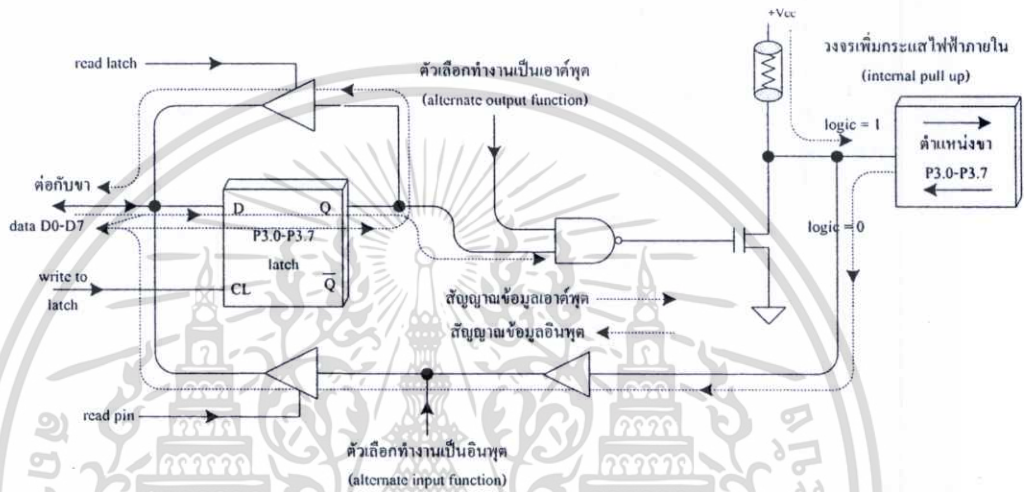 +Vcc
วงจรเพิ่มกระแสไฟฟ้าภายใน
(internal pull up)
read latch
ตัวเลือกทำงานเป็นเอาต์พุต
(alternate output function)
logic = 1
ตำแหน่งขา
P3.0-P3.7
ต่อกับขา
data D0-D7
D
Q
P3.0-P3.7
latch
Q
CL
logic = 0
write to
latch
สัญญาณข้อมูลเอาต์พุต
สัญญาณข้อมูลอินพุต
read pin
ตัวเลือกทำงานเป็นอินพุต
(alternate input function)